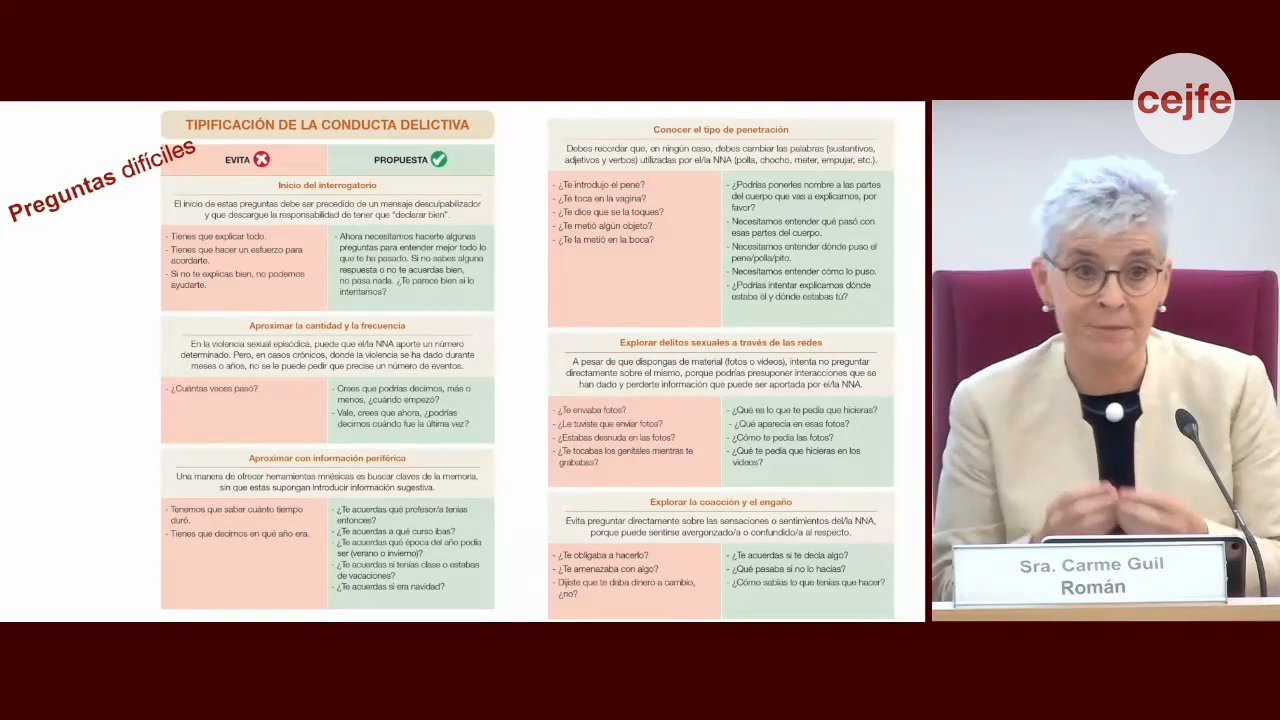 cejfe
Preguntas difíciles
TIPIFICACIÓN DE LA CONDUCTA DELICTIVA
EVITA
PROPUESTA
Inicio del interrogatorio
El inicio de estas preguntas debe ser precedido de un mensaje desculpabilizador
y que descargue la responsabilidad de tener que “declarar bien”.
- Tienes que explicar todo.
- Tienes que hacer un esfuerzo para
acordarte.
- Si no te explicas bien, no podemos
ayudarte.
- Ahora necesitamos hacerte algunas
preguntas para entender mejor todo lo
que te ha pasado. Si no sabes alguna
respuesta o no te acuerdas bien,
no pasa nada. ¿Te parece bien si lo
intentamos?
Aproximar la cantidad y la frecuencia
En la violencia sexual episódica, puede que el/la NNA aporte un número
determinado. Pero, en casos crónicos, donde la violencia se ha dado durante
meses o años, no se le puede pedir que precise un número de eventos.
- ¿Cuántas veces pasó?
- Crees que podrías decirnos, más o
menos, ¿cuándo empezó?
- Vale, crees que ahora, ¿podrías
decirnos cuándo fue la última vez?
Aproximar con información periférica
Una manera de ofrecer herramientas mnésicas es buscar claves de la memoria,
sin que estas supongan introducir información sugestiva.
- Tenemos que saber cuánto tiempo
duró.
- Tienes que decirnos en qué año era.
- ¿Te acuerdas qué profesor/a tenías
entonces?
- ¿Te acuerdas a qué curso ibas?
- ¿Te acuerdas qué época del año podía
ser (verano o invierno)?
- ¿Te acuerdas si tenías clase o estabas
de vacaciones?
- ¿Te acuerdas si era navidad?
Conocer el tipo de penetración
Debes recordar que, en ningún caso, debes cambiar las palabras (sustantivos,
adjetivos y verbos) utilizadas por el/la NNA (polla, chocho, meter, empujar, etc.).
- ¿Te introdujo el pene?
- ¿Te toca en la vagina?
- ¿Te dice que se la toques?
- ¿Te metió algún objeto?
- ¿Te la metió en la boca?
- ¿Podrías ponerles nombre a las partes
del cuerpo que vas a explicarnos, por
favor?
- Necesitamos entender qué pasó con
esas partes del cuerpo.
- Necesitamos entender dónde puso el
pene/polla/pito.
- Necesitamos entender cómo lo puso.
- ¿Podrías intentar explicarnos dónde
estaba él y dónde estabas tú?
Explorar delitos sexuales a través de las redes
A pesar de que dispongas de material (fotos o vídeos), intenta no preguntar
directamente sobre el mismo, porque podrías presuponer interacciones que se
han dado y perderte información que puede ser aportada por el/la NNA.
- ¿Te enviaba fotos?
- ¿Le tuviste que enviar fotos?
- ¿Estabas desnuda en las fotos?
- ¿Te tocabas los genitales mientras te
grababas?
- ¿Qué es lo que te pedía que hicieras?
- ¿Qué aparecía en esas fotos?
- ¿Cómo te pedía las fotos?
- ¿Qué te pedía que hicieras en los
vídeos?
Explorar la coacción y el engaño
Evita preguntar directamente sobre las sensaciones o sentimientos del/la NNA,
porque puede sentirse avergonzado/a o confundido/a al respecto.
- ¿Te obligaba a hacerlo?
- ¿Te amenazaba con algo?
- Dijiste que te daba dinero a cambio,
¿no?
- ¿Te acuerdas si te decía algo?
- ¿Qué pasaba si no lo hacías?
- ¿Cómo sabías lo que tenías que hacer?
Sra. Carme Guil
Román